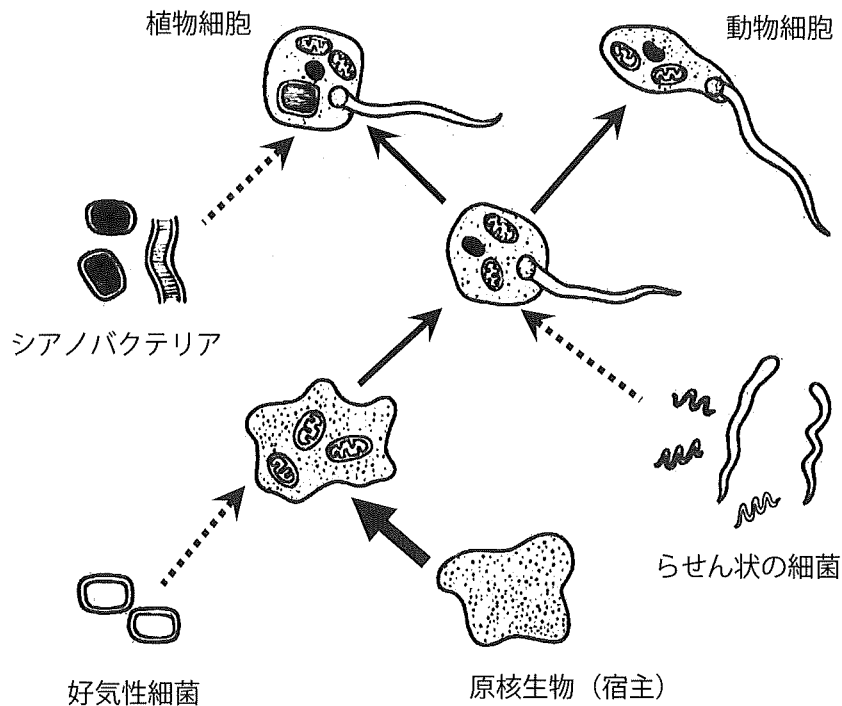 植物細胞
動物細胞
シアノバクテリア
らせん状の細菌
好気性細菌
原核生物（宿主）